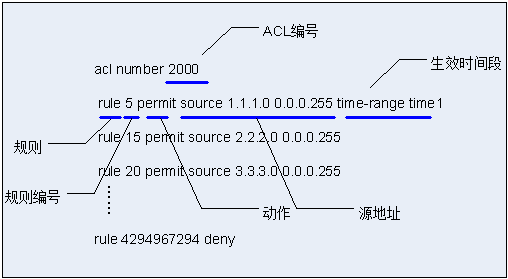 ACL编号
acl number 2000
生效时间段
rule 5 permit source 1.1.1.0 0.0.0.255 time-range time1
规则
rule 15 permit source 2.2.2.0 0.0.0.255
rule 20 permit source 3.3.3.0 0.0.0.255
规则编号
动作
源地址
rule 4294967294 deny